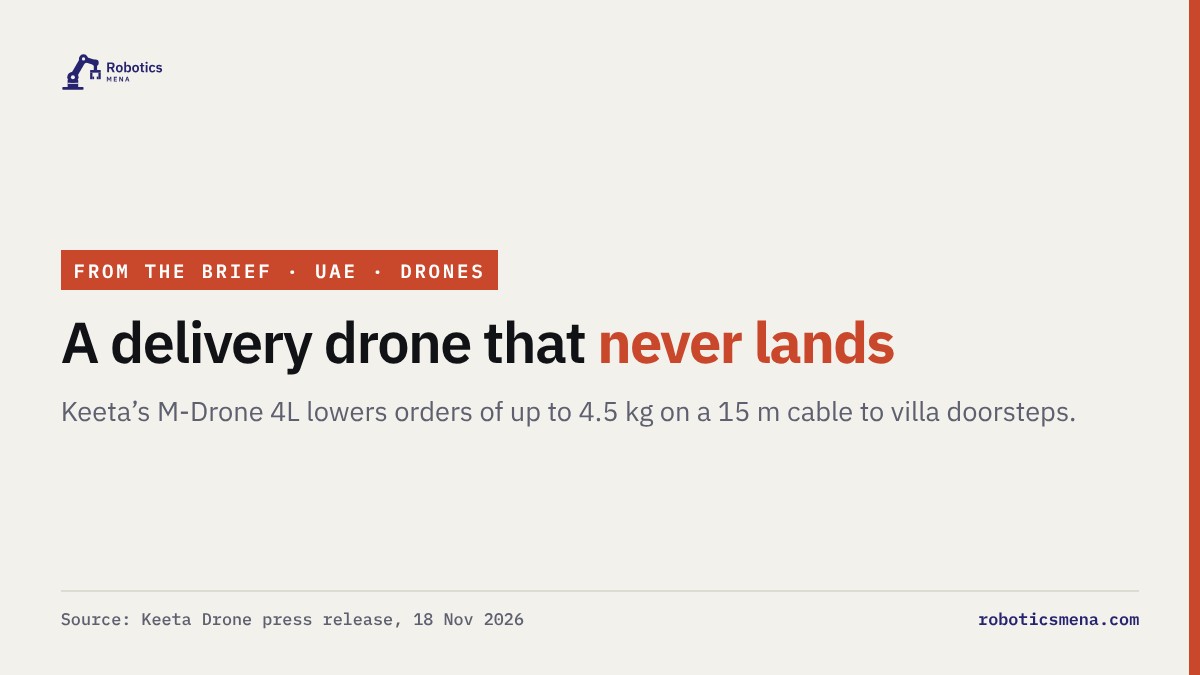 Robotics
MENA
FROM THE BRIEF · UAE · DRONES
A delivery drone that never lands
Keeta’s M-Drone 4L lowers orders of up to 4.5 kg on a 15 m cable to villa doorsteps.
Source: Keeta Drone press release, 18 Nov 2026
roboticsmena.com